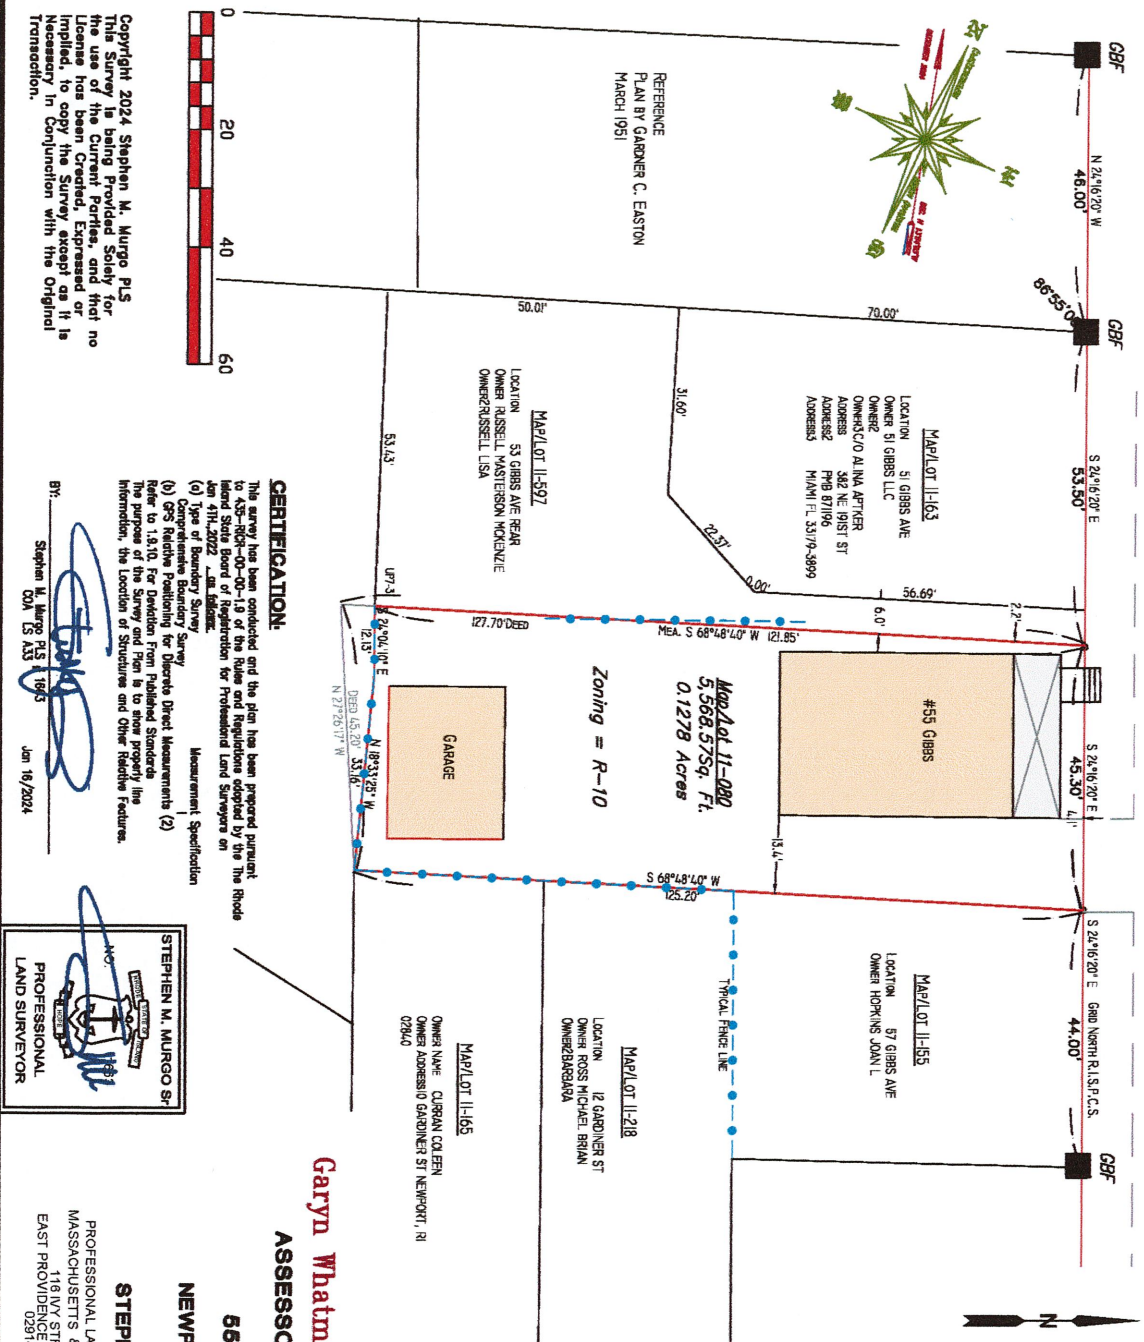 GBF
N 24°16'20" W
46.00'
86°55'0
GBF
S 24°16'20" E
53.50'
S 24°16'20" E
45.30'
4.1'
S 24°16'20" E
44.00'
GRID NORTH R.I.S.P.C.S.
GBF
N
REFERENCE
PLAN BY GARDNER C. EASTON
MARCH 1951
50.01'
70.00'
31.60'
22.37'
0.00'
56.69'
6.0'
2.2'
53.43'
UP7-3
MAP/LOT 11-163
LOCATION 51 GIBBS AVE
OWNER 51 GIBBS LLC
OWNER2
OWNER3C/O ALINA APTKER
ADDRESS 382 NE 191ST ST
ADDRESS2 PMB 871196
ADDRESS3 MIAMI FL 33179-3899
MAP/LOT 11-597
LOCATION 53 GIBBS AVE REAR
OWNER RUSSELL MASTERSON MCKENZIE
OWNER2RUSSELL LISA
127.70'DEED
MEA. S 68°48'40" W 121.85'
#55 GIBBS
Map/Lot 11-080
5,568.57Sq. Ft.
0.1278 Acres
Zoning = R-10
GARAGE
13.4'
S 68°48'40" W
125.20'
S 24°04'10" E
12.13'
N 18°33'25" W
33.16'
DEED 45.20'
N 27°26'17" W
TYPICAL FENCE LINE
MAP/LOT 11-155
LOCATION 57 GIBBS AVE
OWNER HOPKINS JOAN L
MAP/LOT 11-218
LOCATION 12 GARDINER ST
OWNER ROSS MICHAEL BRIAN
OWNER2BARBARA
MAP/LOT 11-165
OWNER NAME CURRAN COLEEN
OWNER ADDRESS10 GARDINER ST NEWPORT, RI
02840
0 20 40 60
Copyright 2024 Stephen M. Murgo PLS
This Survey is being Provided Solely for
the use of the Current Parties, and that no
License has been Created, Expressed or
Implied, to copy the Survey except as it is
Necessary in Conjunction with the Original
Transaction.
CERTIFICATION:
This survey has been conducted and the plan has been prepared pursuant
to 435-RICR-00-00-1.9 of the Rules and Regulations adopted by the The Rhode
Island State Board of Registration for Professional Land Surveyors on
Jan 4TH,2022 , as follows:
(a) Type of Boundary Survey Measurement Specification
Comprehensive Boundary Survey I
(b) GPS Relative Positioning for Discrete Direct Measurements (2)
Refer to 1.9.10. For Deviation From Published Standards
The purpose of the Survey and Plan is to show property line
Information, the Location of Structures and Other Relative Features.
BY:
Stephen M. Murgo PLS # 1663 Jan 16/2024
COA LS A33
STEPHEN M. MURGO Sr
NO.
STATE OF
HOPE
PROFESSIONAL
LAND SURVEYOR
Garyn Whatm
ASSESSO
55
NEWP
STEPH
PROFESSIONAL LA
MASSACHUSETTS &
116 IVY STR
EAST PROVIDENCE
0291